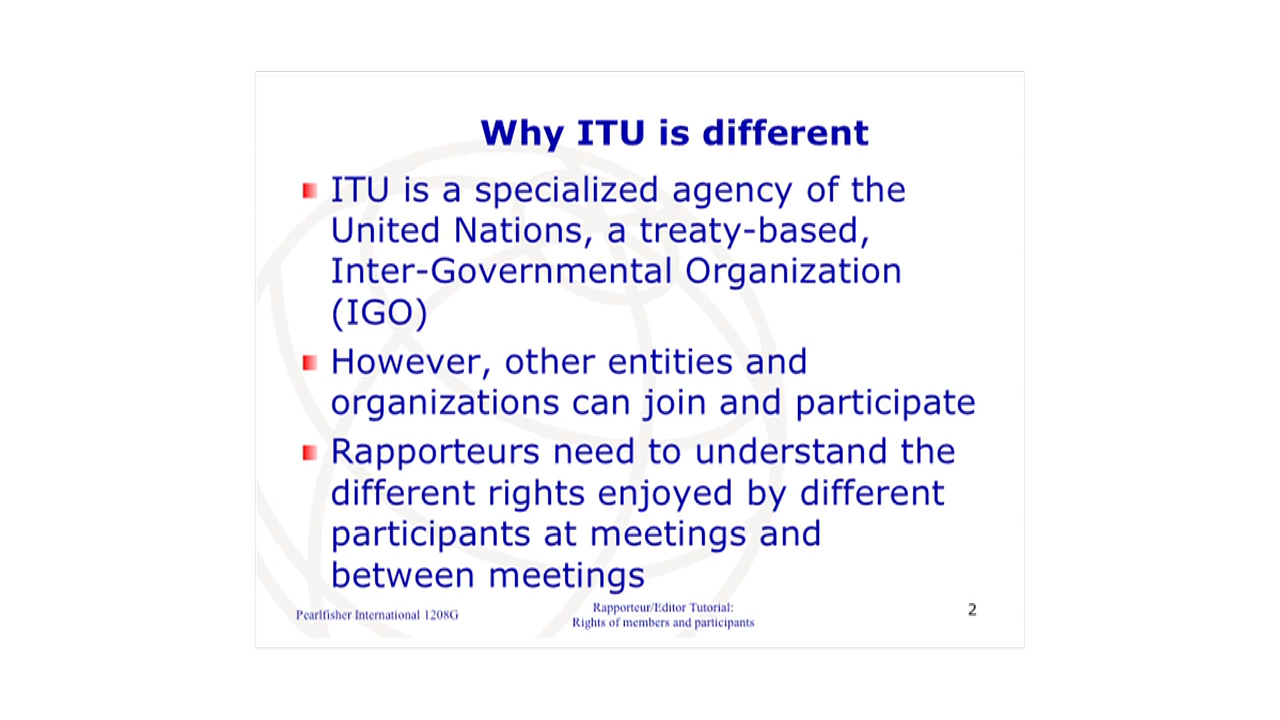 Why ITU is different
ITU is a specialized agency of the
United Nations, a treaty-based,
Inter-Governmental Organization
(IGO)
However, other entities and
organizations can join and participate
Rapporteurs need to understand the
different rights enjoyed by different
participants at meetings and
between meetings
Pearlfisher International 1208G
Rapporteur/Editor Tutorial:
Rights of members and participants
2